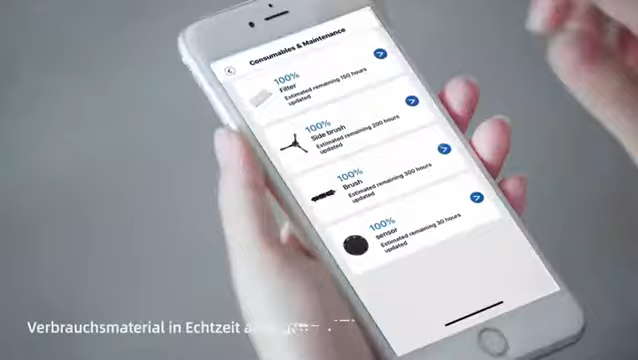 Consumables & Maintenance
100%
Filter
Estimated remaining 150 hours
updated
100%
Side brush
Estimated remaining 200 hours
updated
100%
Brush
Estimated remaining 300 hours
updated
100%
sensor
Estimated remaining 30 hours
updated
Verbrauchsmaterial in Echtzeit